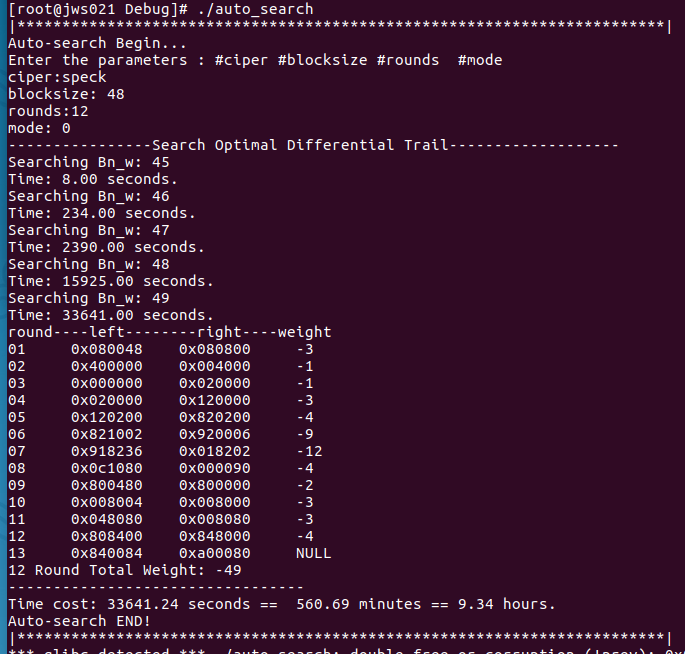 [root@jws021 Debug]# ./auto_search
|**************************************************************************|
Auto-search Begin...
Enter the parameters : #ciper #blocksize #rounds  #mode
ciper:speck
blocksize: 48
rounds:12
mode: 0
----------------Search Optimal Differential Trail-------------------
Searching Bn_w: 45
Time: 8.00 seconds.
Searching Bn_w: 46
Time: 234.00 seconds.
Searching Bn_w: 47
Time: 2390.00 seconds.
Searching Bn_w: 48
Time: 15925.00 seconds.
Searching Bn_w: 49
Time: 33641.00 seconds.
round----left--------right----weight
01     0x080048    0x080800     -3
02     0x400000    0x004000     -1
03     0x000000    0x020000     -1
04     0x020000    0x120000     -3
05     0x120200    0x820200     -4
06     0x821002    0x920006     -9
07     0x918236    0x018202     -12
08     0x0c1080    0x000090     -4
09     0x800480    0x800000     -2
10     0x008004    0x008000     -3
11     0x048080    0x008080     -3
12     0x808400    0x848000     -4
13     0x840084    0xa00080     NULL
12 Round Total Weight: -49
---------------------------------
Time cost: 33641.24 seconds ==  560.69 minutes == 9.34 hours.
Auto-search END!
|**************************************************************************|
*** glibc detected *** ./auto_search: double free or corruption (!prev):